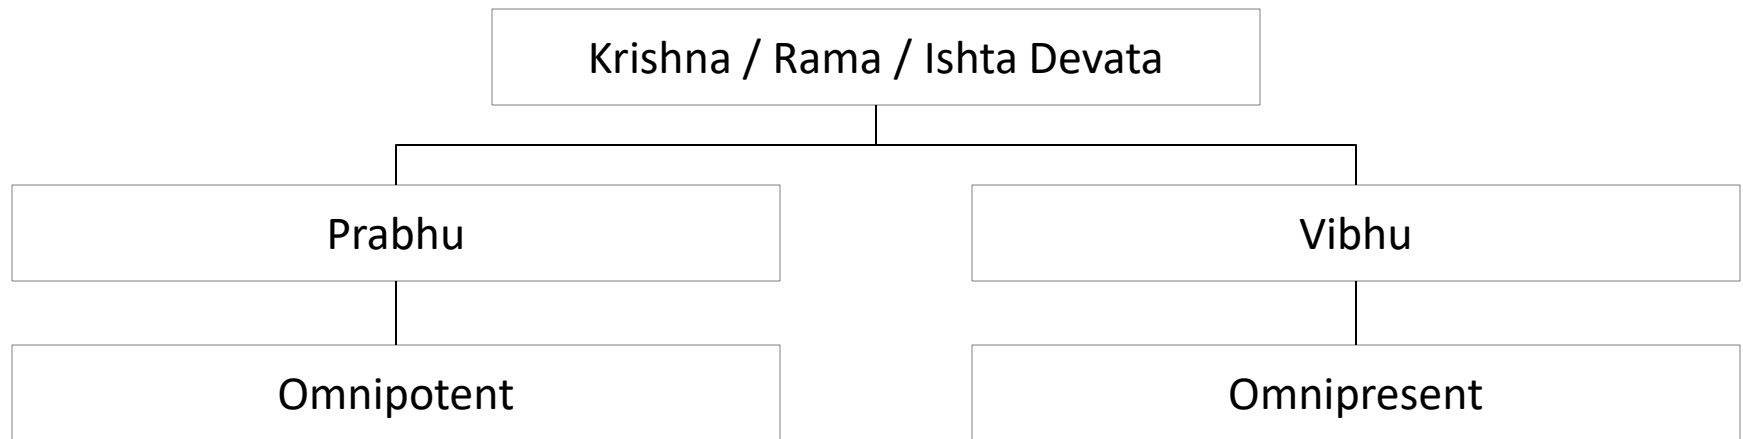 Krishna / Rama / Ishta Devata
Prabhu
Vibhu
Omnipotent
Omnipresent